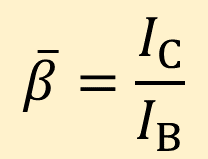 β̄ = I_C / I_B